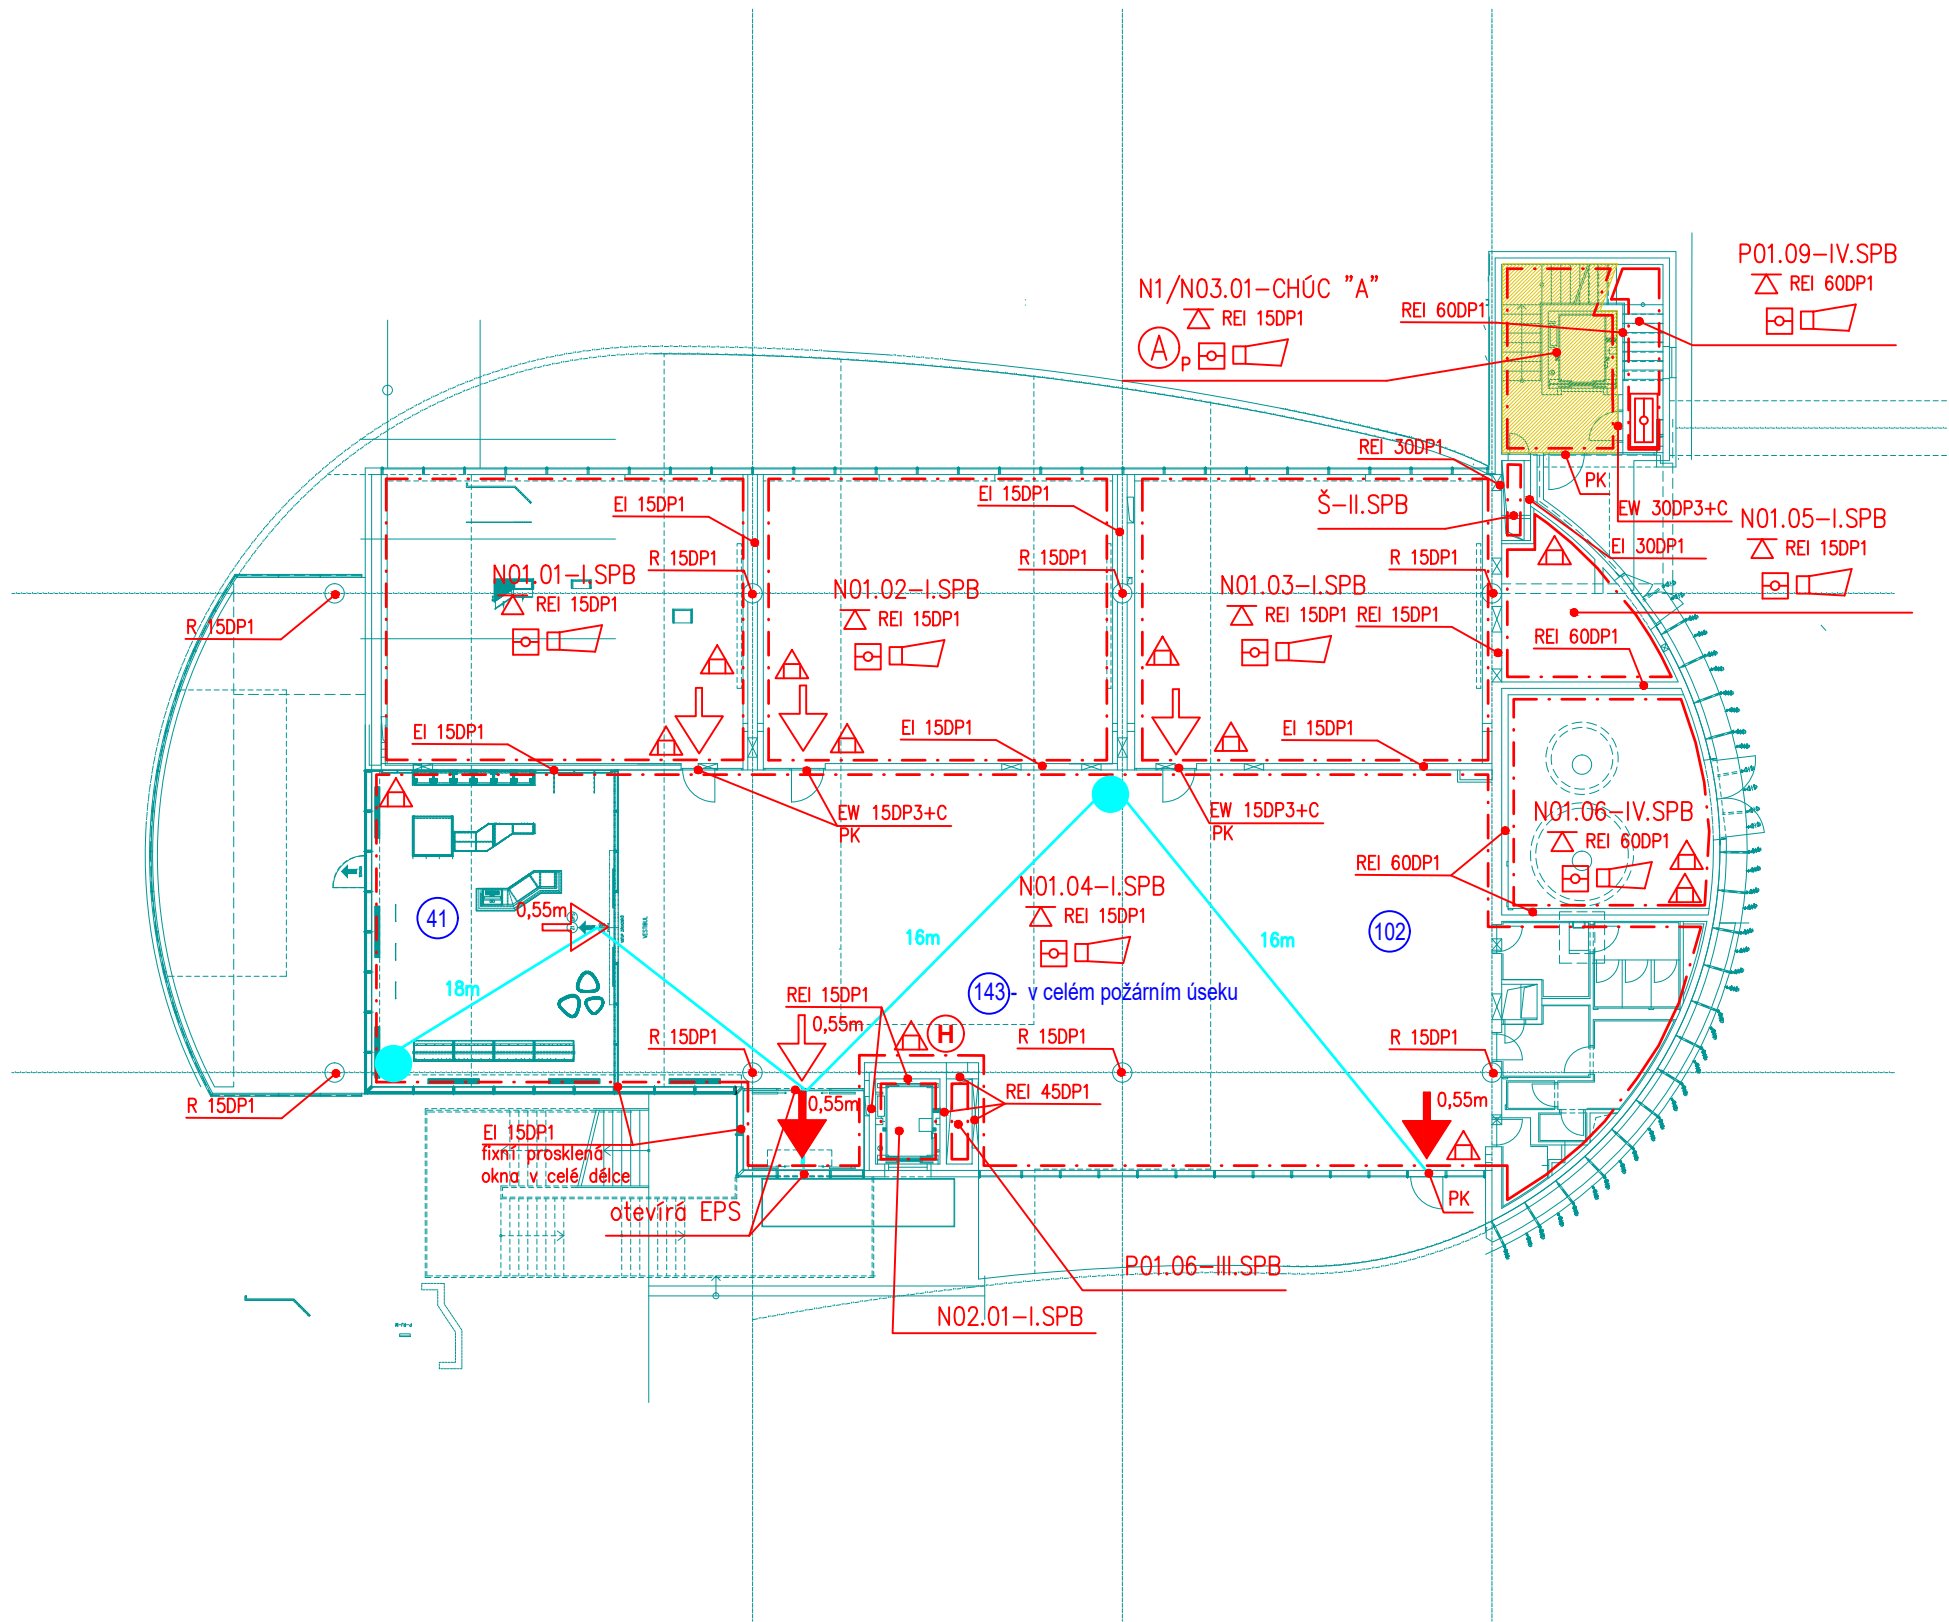 P01.09-IV.SPB
REI 60DP1
N1/N03.01-CHÚC "A"
REI 15DP1
A
P
REI 60DP1
REI 30DP1
Š-II.SPB
PK
EW 30DP3+C
EI 30DP1
N01.05-I.SPB
REI 15DP1
EI 15DP1
EI 15DP1
R 15DP1
R 15DP1
R 15DP1
N01.01-I.SPB
REI 15DP1
N01.02-I.SPB
REI 15DP1
N01.03-I.SPB
REI 15DP1
REI 15DP1
R 15DP1
REI 60DP1
EI 15DP1
EI 15DP1
EI 15DP1
EW 15DP3+C
PK
EW 15DP3+C
PK
N01.06-IV.SPB
REI 60DP1
REI 60DP1
N01.04-I.SPB
REI 15DP1
41
0,55m
18m
16m
16m
102
143 - v celém požárním úseku
REI 15DP1
0,55m
H
R 15DP1
R 15DP1
R 15DP1
0,55m
REI 45DP1
0,55m
R 15DP1
EI 15DP1
fixní prosklená
okna v celé délce
otevírá EPS
PK
P01.06-III.SPB
N02.01-I.SPB